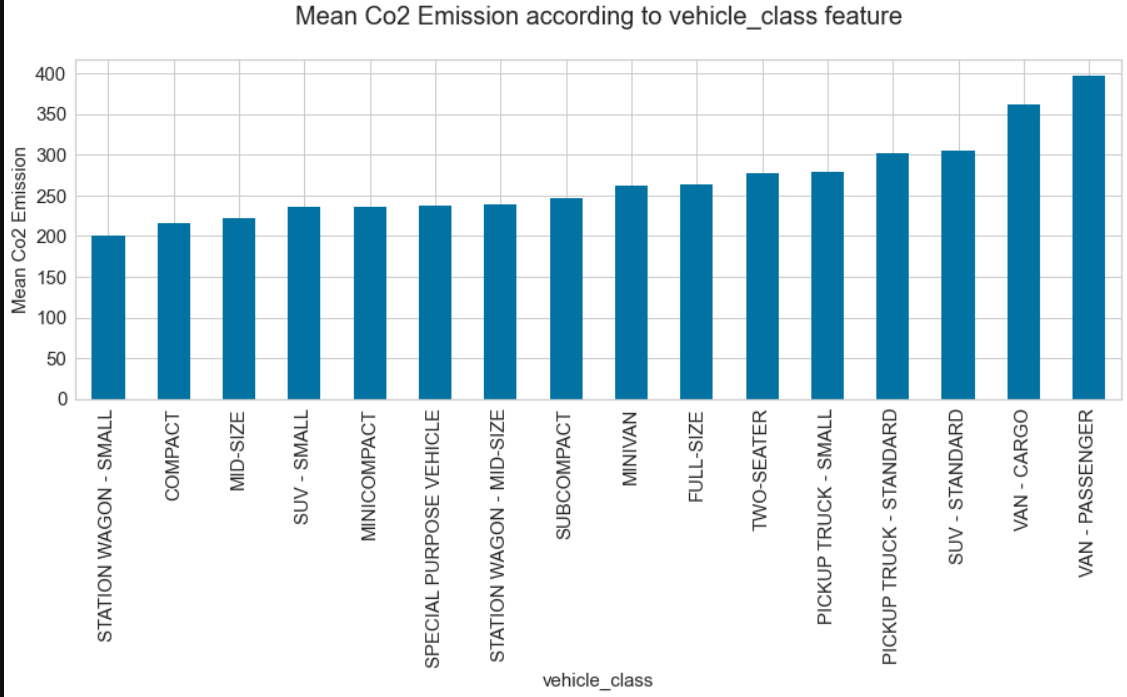 Mean Co2 Emission according to vehicle_class feature
Mean Co2 Emission
400
350
300
250
200
150
100
50
0
STATION WAGON - SMALL
COMPACT
MID-SIZE
SUV - SMALL
MINICOMPACT
SPECIAL PURPOSE VEHICLE
STATION WAGON - MID-SIZE
SUBCOMPACT
MINIVAN
FULL-SIZE
TWO-SEATER
PICKUP TRUCK - SMALL
PICKUP TRUCK - STANDARD
SUV - STANDARD
VAN - CARGO
VAN - PASSENGER
vehicle_class